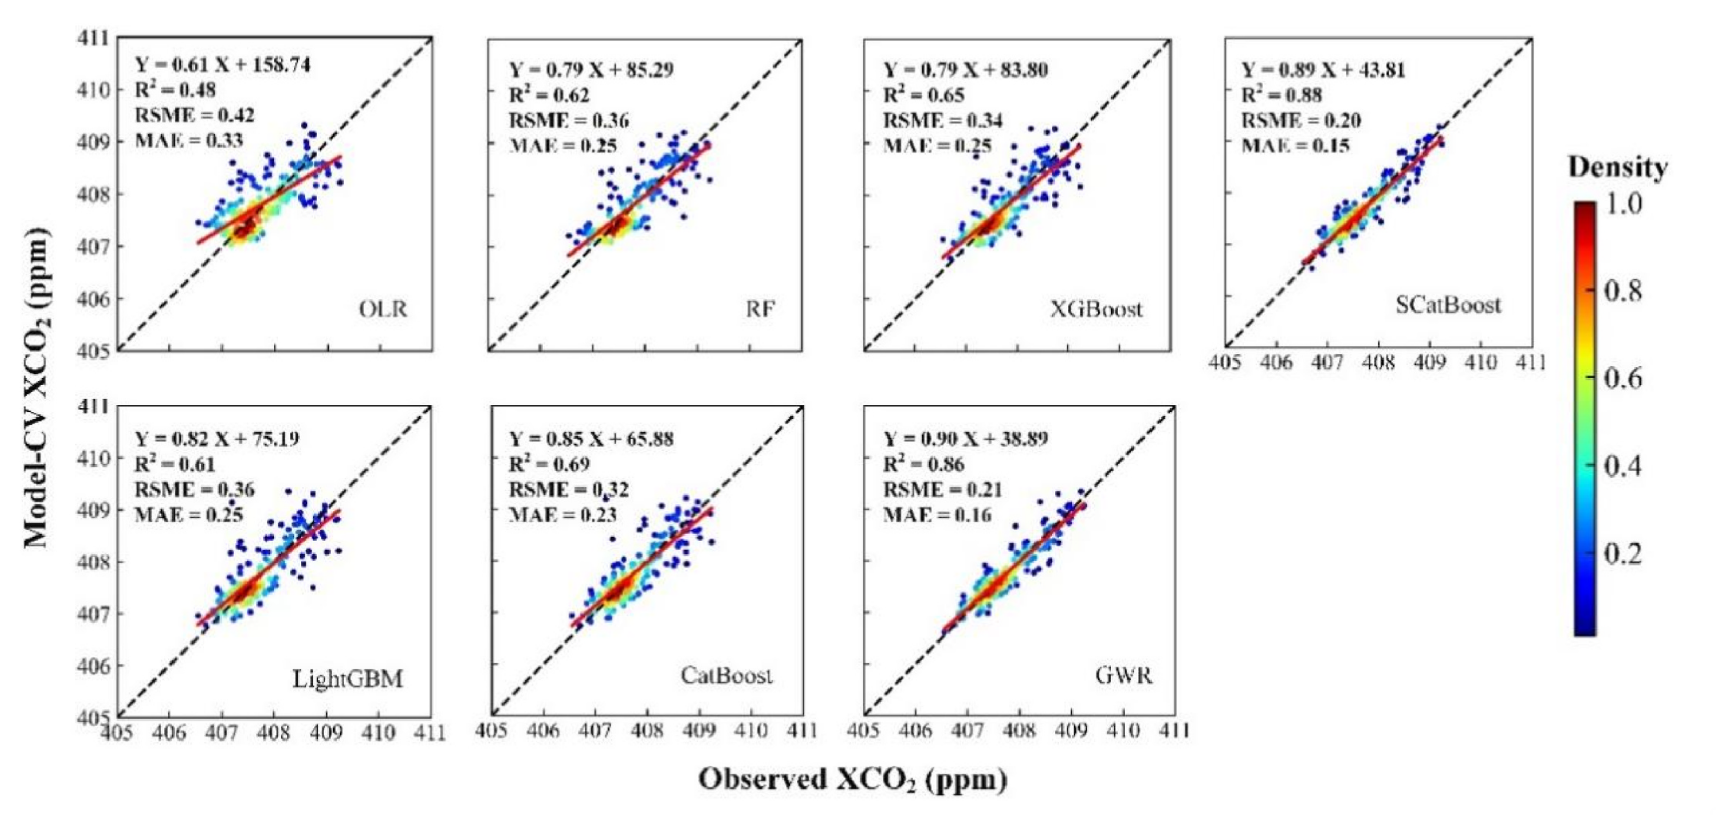 Model-CV XCO₂ (ppm)
411
410
409
408
407
406
405
Y = 0.61 X + 158.74
R² = 0.48
RSME = 0.42
MAE = 0.33
OLR
Y = 0.79 X + 85.29
R² = 0.62
RSME = 0.36
MAE = 0.25
RF
Y = 0.79 X + 83.80
R² = 0.65
RSME = 0.34
MAE = 0.25
XGBoost
Y = 0.89 X + 43.81
R² = 0.88
RSME = 0.20
MAE = 0.15
SCatBoost
405 406 407 408 409 410 411
Density
1.0
0.8
0.6
0.4
0.2
411
410
409
408
407
406
405
Y = 0.82 X + 75.19
R² = 0.61
RSME = 0.36
MAE = 0.25
LightGBM
405 406 407 408 409 410 411
Y = 0.85 X + 65.88
R² = 0.69
RSME = 0.32
MAE = 0.23
CatBoost
405 406 407 408 409 410 411
Y = 0.90 X + 38.89
R² = 0.86
RSME = 0.21
MAE = 0.16
GWR
405 406 407 408 409 410 411
Observed XCO₂ (ppm)